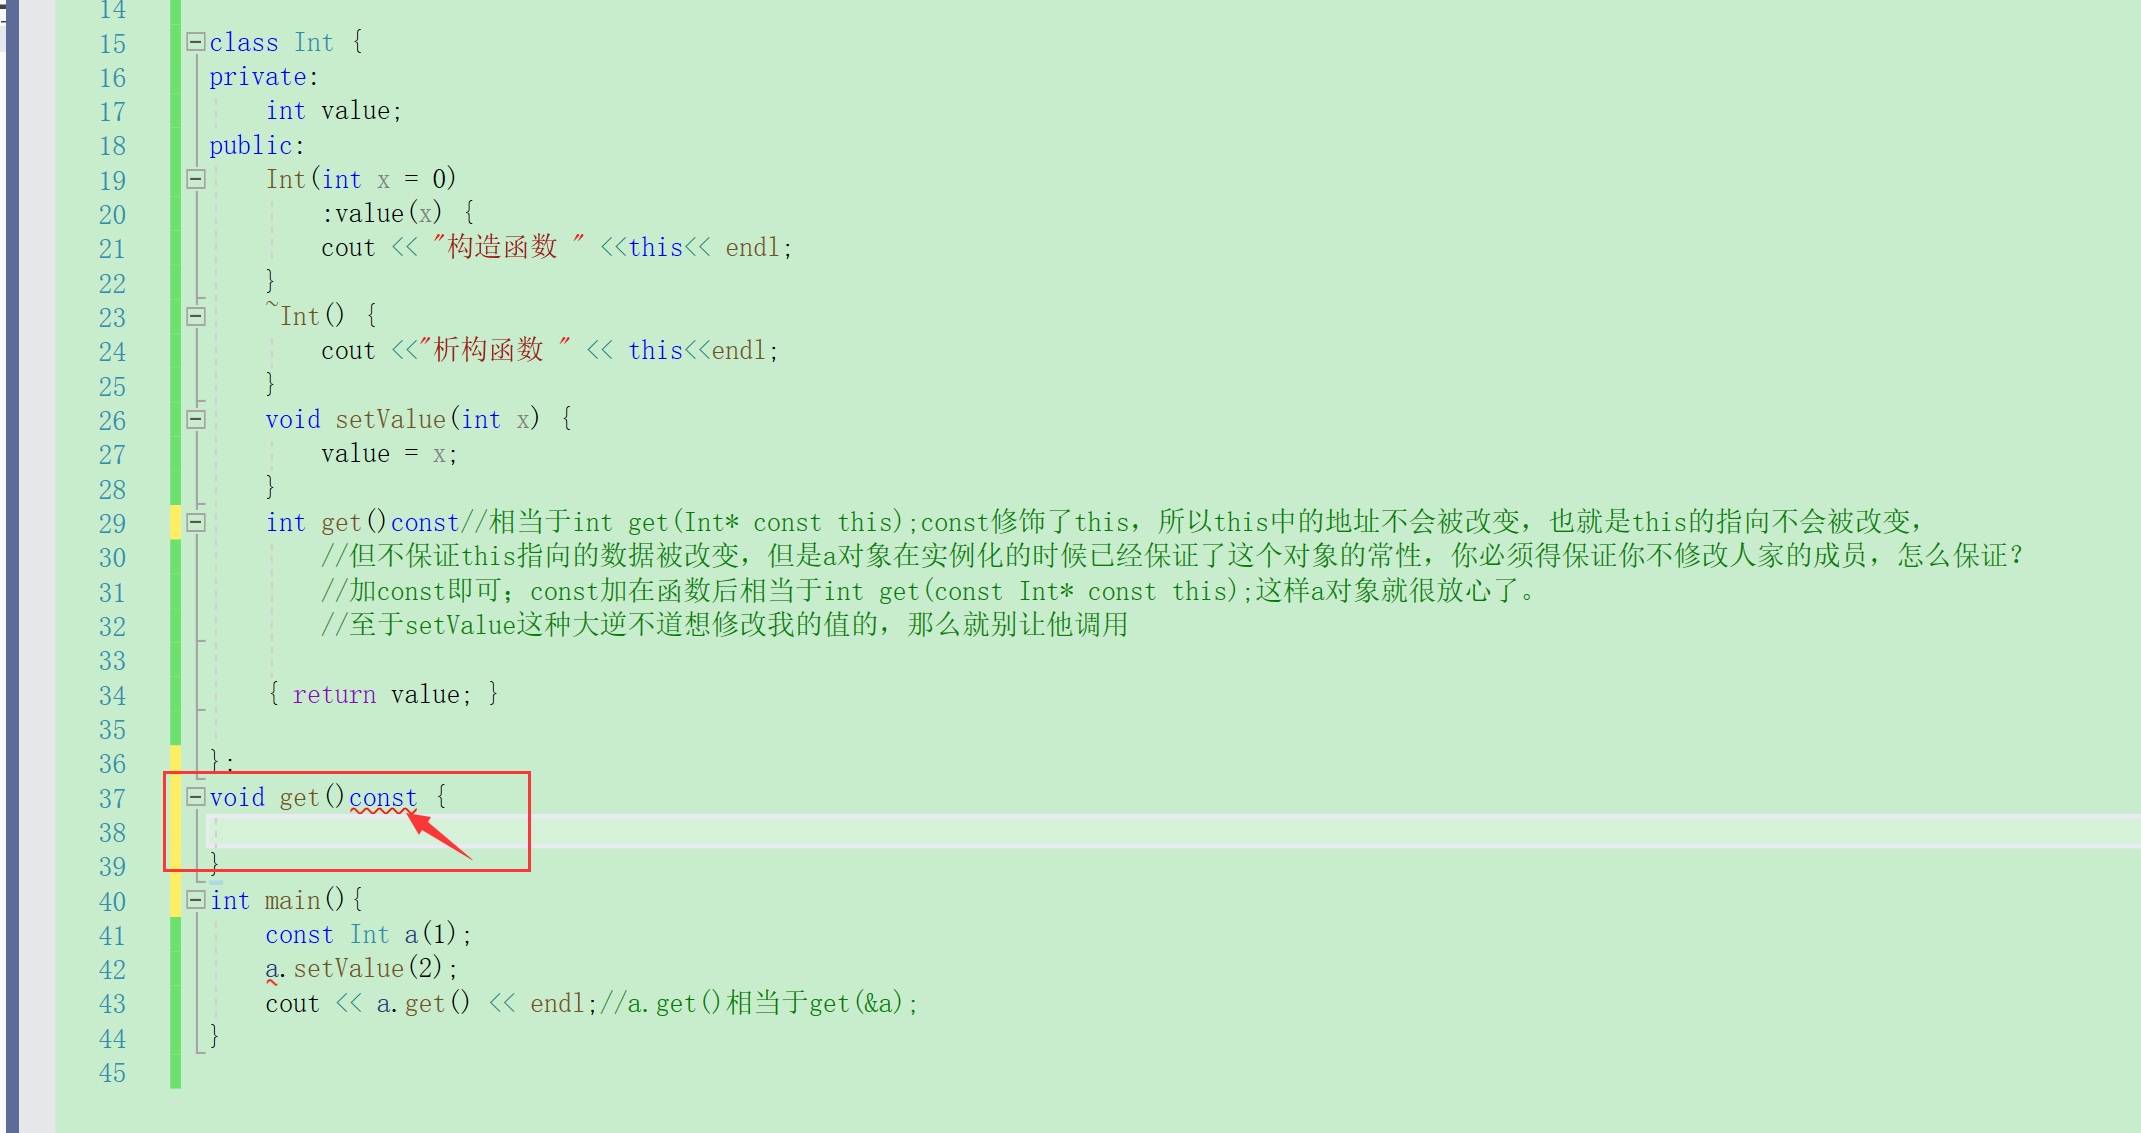 14
15 class Int {
16 private:
17 int value;
18 public:
19 Int(int x = 0)
20 :value(x) {
21 cout << "构造函数 " <<this<< endl;
22 }
23 ~Int() {
24 cout <<"析构函数 " << this<<endl;
25 }
26 void setValue(int x) {
27 value = x;
28 }
29 int get()const//相当于int get(Int* const this);const修饰了this，所以this中的地址不会被改变，也就是this的指向不会被改变，
30 //但不保证this指向的数据被改变，但是a对象在实例化的时候已经保证了这个对象的常性，你必须得保证你不修改人家的成员，怎么保证？
31 //加const即可；const加在函数后相当于int get(const Int* const this);这样a对象就很放心了。
32 //至于setValue这种大逆不道想修改我的值的，那么就别让他调用
33
34 { return value; }
35
36 };
37 void get()const {
38
39 }
40 int main(){
41 const Int a(1);
42 a.setValue(2);
43 cout << a.get() << endl;//a.get()相当于get(&a);
44 }
45